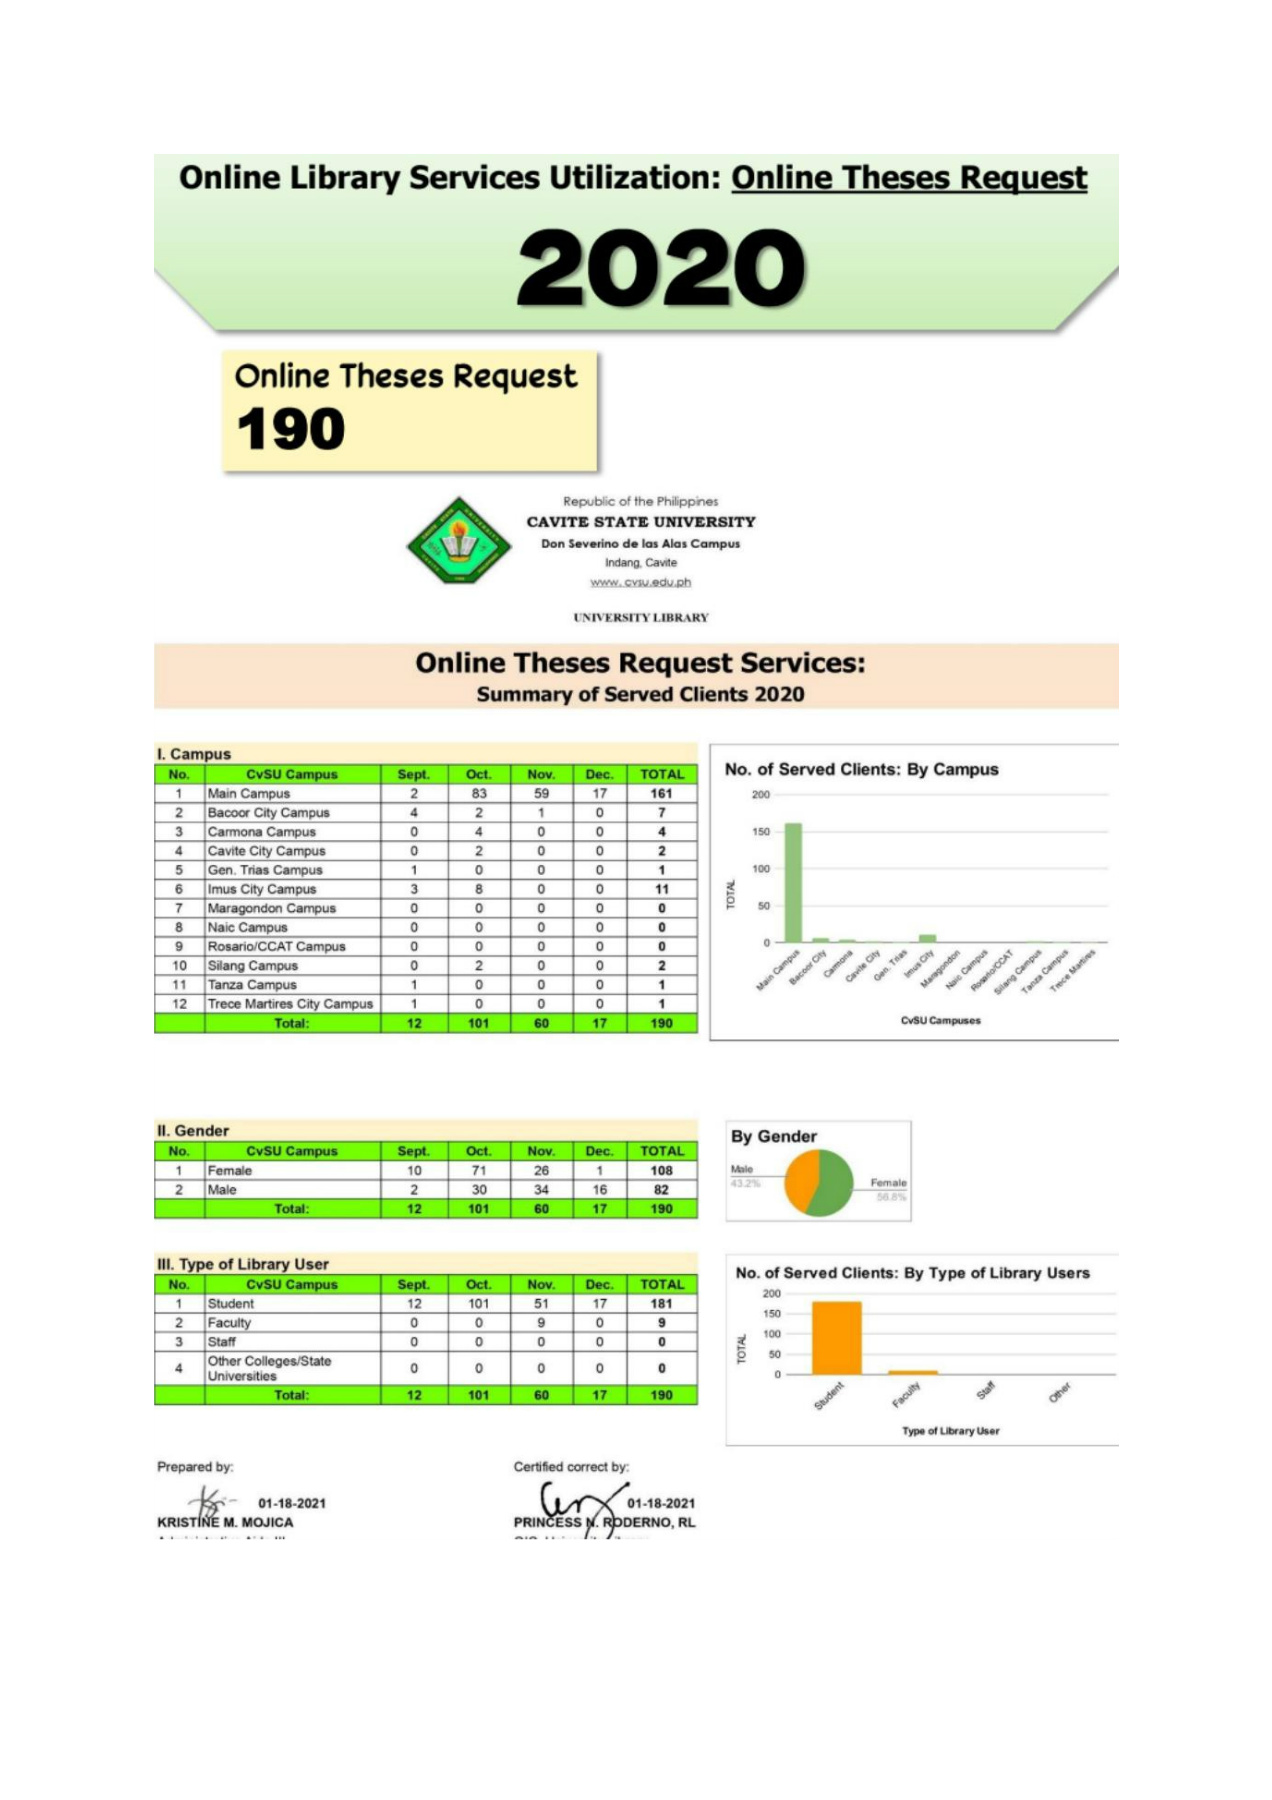 Online Library Services Utilization: Online Theses Request
2020
Online Theses Request
190
Republic of the Philippines
CAVITE STATE UNIVERSITY
Don Severino de las Alas Campus
Indang, Cavite
www. cvsu.edu.ph
UNIVERSITY LIBRARY
Online Theses Request Services:
Summary of Served Clients 2020
I. Campus
No. CvSU Campus Sept. Oct. Nov. Dec. TOTAL
1 Main Campus 2 83 59 17 161
2 Bacoor City Campus 4 2 1 0 7
3 Carmona Campus 0 4 0 0 4
4 Cavite City Campus 0 2 0 0 2
5 Gen. Trias Campus 1 0 0 0 1
6 Imus City Campus 3 8 0 0 11
7 Maragondon Campus 0 0 0 0 0
8 Naic Campus 0 0 0 0 0
9 Rosario/CCAT Campus 0 0 0 0 0
10 Silang Campus 0 2 0 0 2
11 Tanza Campus 1 0 0 0 1
12 Trece Martires City Campus 1 0 0 0 1
Total: 12 101 60 17 190
No. of Served Clients: By Campus
200
150
100
50
0
TOTAL
Main Campus
Bacoor City
Carmona
Cavite City
Gen. Trias
Imus City
Maragondon
Naic Campus
Rosario/CCAT
Silang Campus
Tanza Campus
Trece Martires
CvSU Campuses
II. Gender
No. CvSU Campus Sept. Oct. Nov. Dec. TOTAL
1 Female 10 71 26 1 108
2 Male 2 30 34 16 82
Total: 12 101 60 17 190
By Gender
Male
43.2%
Female
56.8%
III. Type of Library User
No. CvSU Campus Sept. Oct. Nov. Dec. TOTAL
1 Student 12 101 51 17 181
2 Faculty 0 0 9 0 9
3 Staff 0 0 0 0 0
4 Other Colleges/State Universities 0 0 0 0 0
Total: 12 101 60 17 190
No. of Served Clients: By Type of Library Users
200
150
100
50
0
TOTAL
Student
Faculty
Staff
Other
Type of Library User
Prepared by:
01-18-2021
KRISTINE M. MOJICA
Certified correct by:
01-18-2021
PRINCESS N. RODERNO, RL